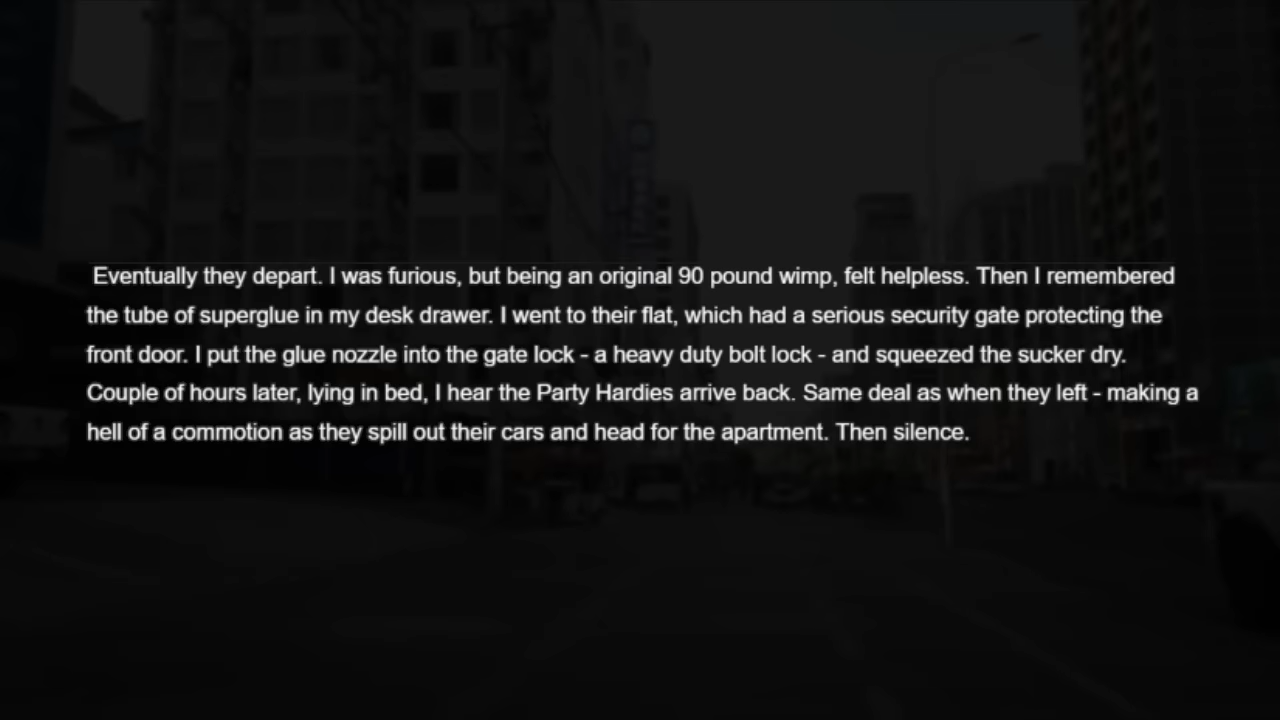 Eventually they depart. I was furious, but being an original 90 pound wimp, felt helpless. Then I remembered
the tube of superglue in my desk drawer. I went to their flat, which had a serious security gate protecting the
front door. I put the glue nozzle into the gate lock - a heavy duty bolt lock - and squeezed the sucker dry.
Couple of hours later, lying in bed, I hear the Party Hardies arrive back. Same deal as when they left - making a
hell of a commotion as they spill out their cars and head for the apartment. Then silence.